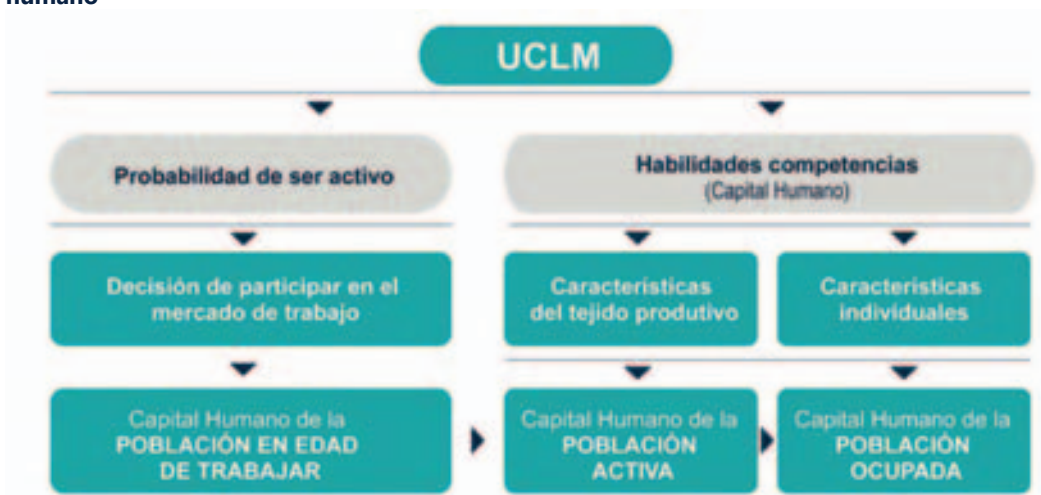 humano
UCLM
Probabilidad de ser activo
Habilidades competencias
(Capital Humano)
Decisión de participar en el
mercado de trabajo
Características
del tejido produtivo
Características
individuales
Capital Humano de la
POBLACIÓN EN EDAD
DE TRABAJAR
Capital Humano de la
POBLACIÓN
ACTIVA
Capital Humano de la
POBLACIÓN
OCUPADA